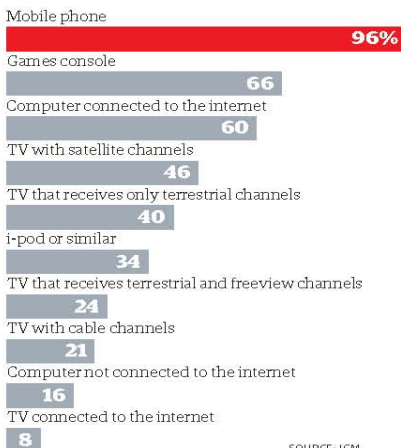 Mobile phone
96%
Games console
66
Computer connected to the internet
60
TV with satellite channels
46
TV that receives only terrestrial channels
40
i-pod or similar
34
TV that receives terrestrial and freeview channels
24
TV with cable channels
21
Computer not connected to the internet
16
TV connected to the internet
8
SOURCE: ICM